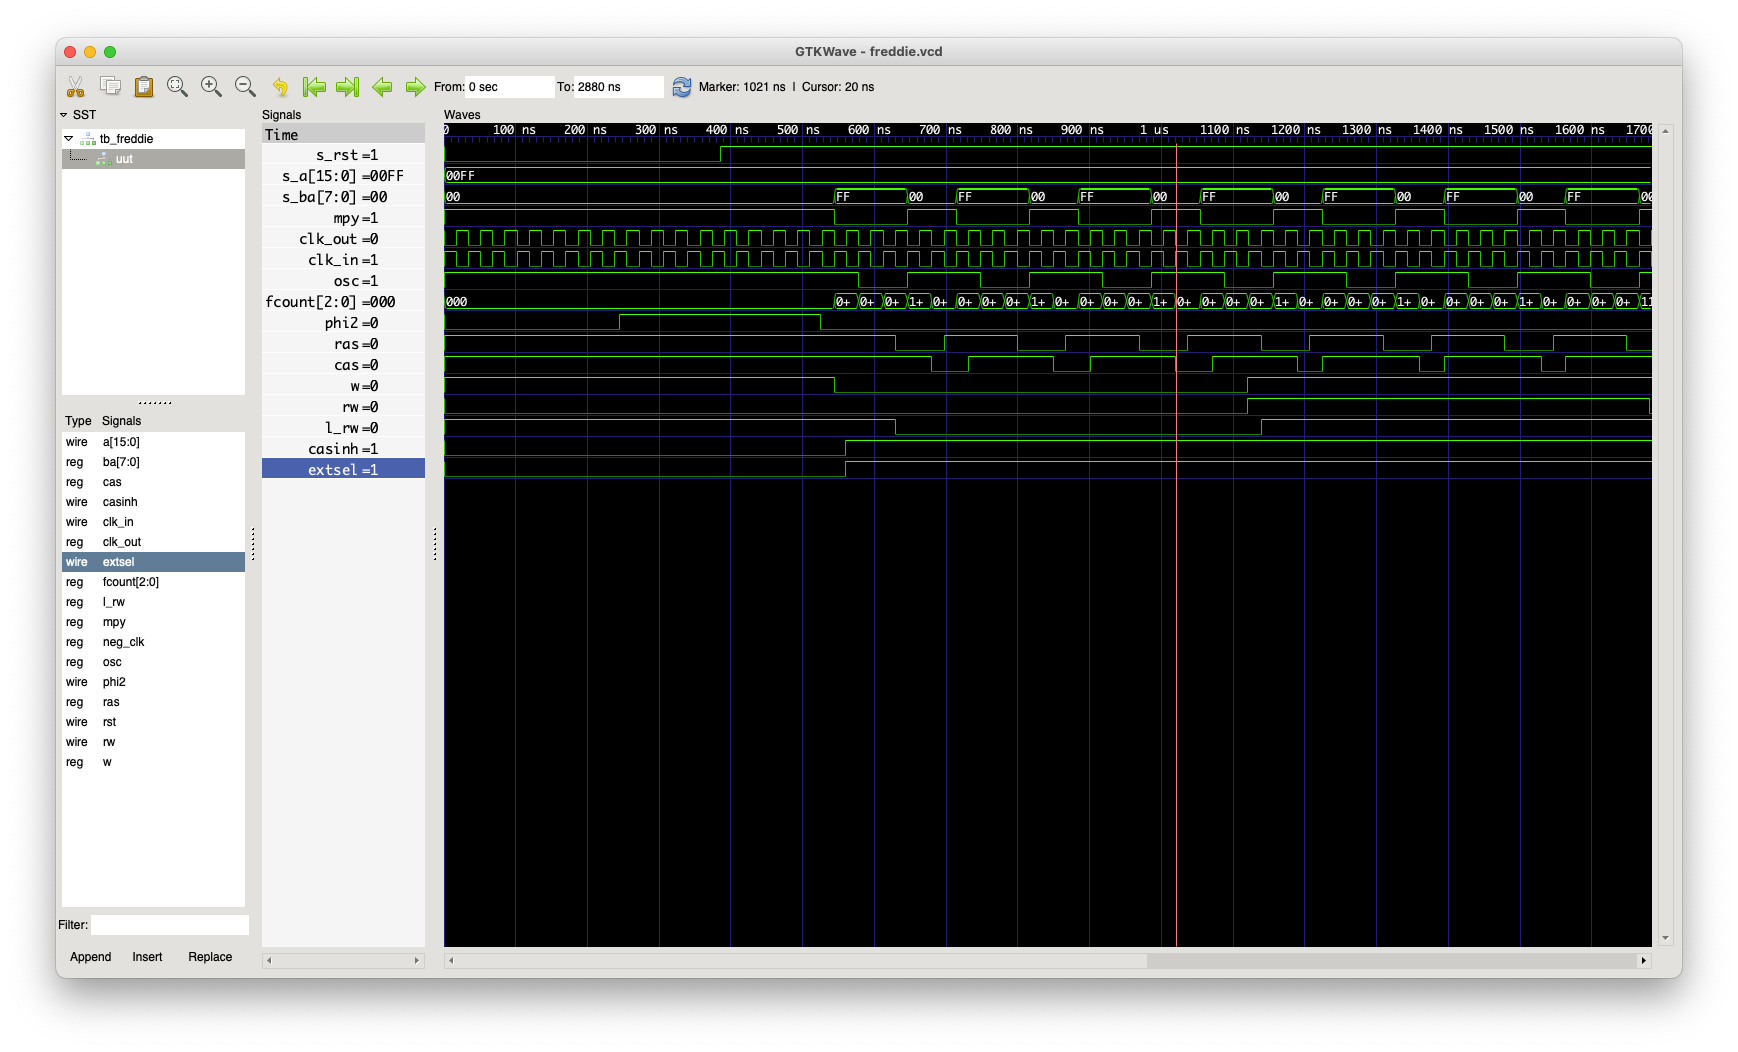 GTKWave - freddie.vcd
From: 0 sec To: 2880 ns Marker: 1021 ns | Cursor: 20 ns
SST
tb_freddie
uut
Type Signals
wire a[15:0]
reg ba[7:0]
reg cas
wire casinh
wire clk_in
reg clk_out
wire extsel
reg fcount[2:0]
reg l_rw
reg mpy
reg neg_clk
reg osc
wire phi2
reg ras
wire rst
wire rw
reg w
Filter:
Append Insert Replace
Signals
Time
s_rst =1
s_a[15:0] =00FF
s_ba[7:0] =00
mpy =1
clk_out =0
clk_in =1
osc =1
fcount[2:0] =000
phi2 =0
ras =0
cas =0
w =0
rw =0
l_rw =0
casinh =1
extsel =1
Waves
0 100 ns 200 ns 300 ns 400 ns 500 ns 600 ns 700 ns 800 ns 900 ns 1 us 1100 ns 1200 ns 1300 ns 1400 ns 1500 ns 1600 ns 1700
00FF
00 FF 00 FF 00 FF 00 FF 00 FF 00 FF 00 FF 00
000 0+ 0+ 0+ 1+ 0+ 0+ 0+ 0+ 1+ 0+ 0+ 0+ 0+ 1+ 0+ 0+ 0+ 0+ 1+ 0+ 0+ 0+ 0+ 1+ 0+ 0+ 0+ 0+ 1+ 0+ 0+ 0+ 0+ 11